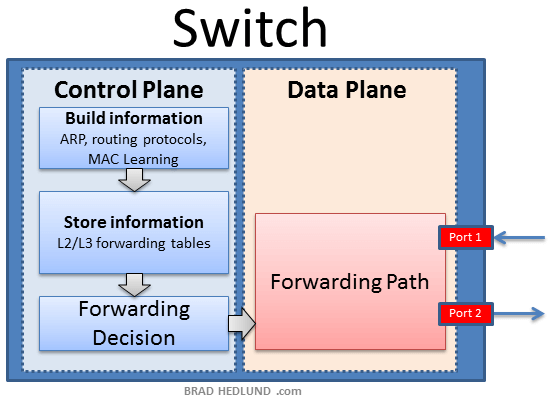 Switch
Control Plane
Build information
ARP, routing protocols,
MAC Learning
Store information
L2/L3 forwarding tables
Forwarding
Decision
Data Plane
Forwarding Path
Port 1
Port 2
BRAD HEDLUND .com